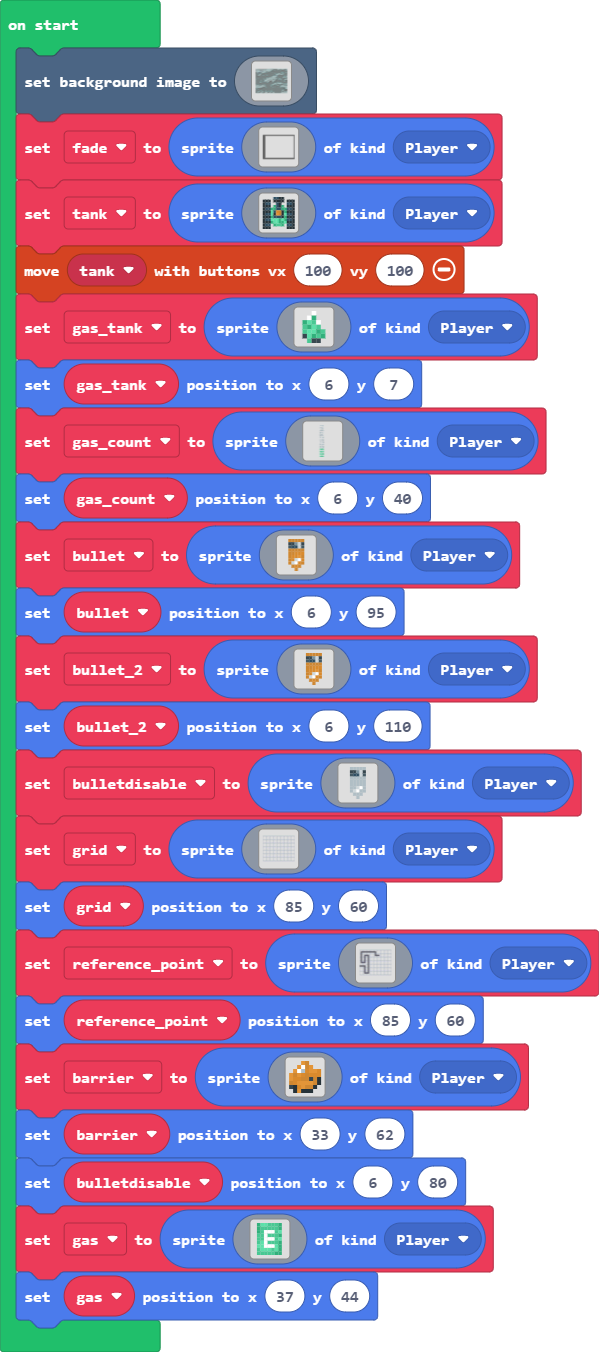 on start
set background image to
set fade to sprite of kind Player
set tank to sprite of kind Player
move tank with buttons vx 100 vy 100
set gas_tank to sprite of kind Player
set gas_tank position to x 6 y 7
set gas_count to sprite of kind Player
set gas_count position to x 6 y 40
set bullet to sprite of kind Player
set bullet position to x 6 y 95
set bullet_2 to sprite of kind Player
set bullet_2 position to x 6 y 110
set bulletdisable to sprite of kind Player
set grid to sprite of kind Player
set grid position to x 85 y 60
set reference_point to sprite of kind Player
set reference_point position to x 85 y 60
set barrier to sprite of kind Player
set barrier position to x 33 y 62
set bulletdisable position to x 6 y 80
set gas to sprite E of kind Player
set gas position to x 37 y 44